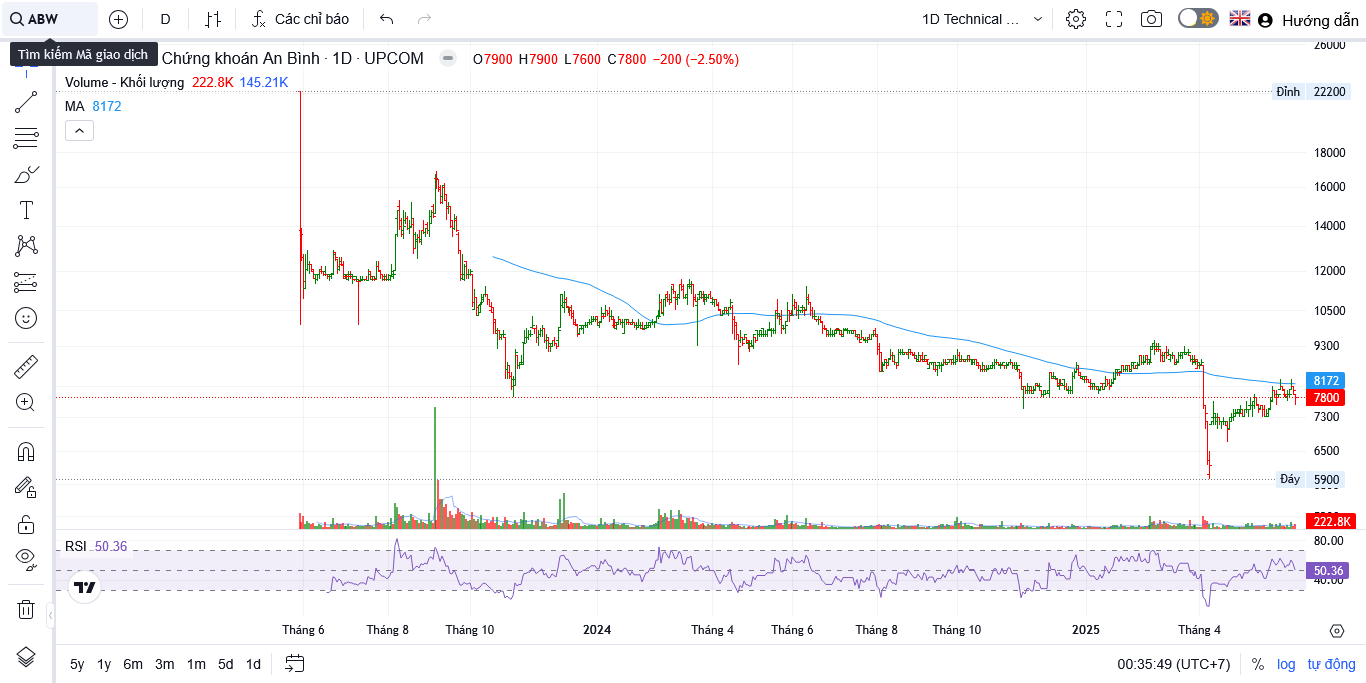 ABW
D
Các chỉ báo
1D Technical ...
Hướng dẫn
Tìm kiếm Mã giao dịch
Chứng khoán An Bình · 1D · UPCOM
O7900 H7900 L7600 C7800 −200 (−2.50%)
Volume - Khối lượng 222.8K 145.21K
MA 8172
26000
Đỉnh 22200
18000
16000
14000
12000
10500
9300
8172
7800
7300
6500
Đáy 5900
222.8K
RSI 50.36
80.00
50.36
40.00
Tháng 6
Tháng 8
Tháng 10
2024
Tháng 4
Tháng 6
Tháng 8
Tháng 10
2025
Tháng 4
5y 1y 6m 3m 1m 5d 1d
00:35:49 (UTC+7)
% log tự động